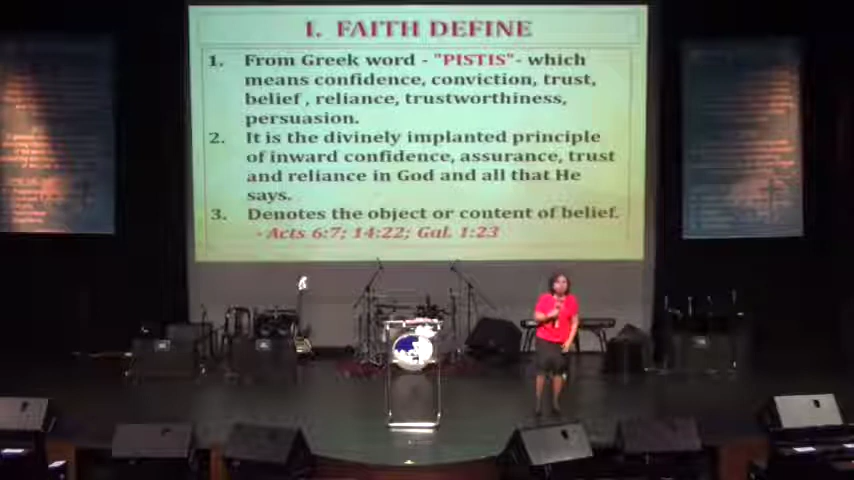 I. FAITH DEFINE
1. From Greek word - "PISTIS"- which
means confidence, conviction, trust,
belief , reliance, trustworthiness,
persuasion.
2. It is the divinely implanted principle
of inward confidence, assurance, trust
and reliance in God and all that He
says.
3. Denotes the object or content of belief.
- Acts 6:7; 14:22; Gal. 1:23